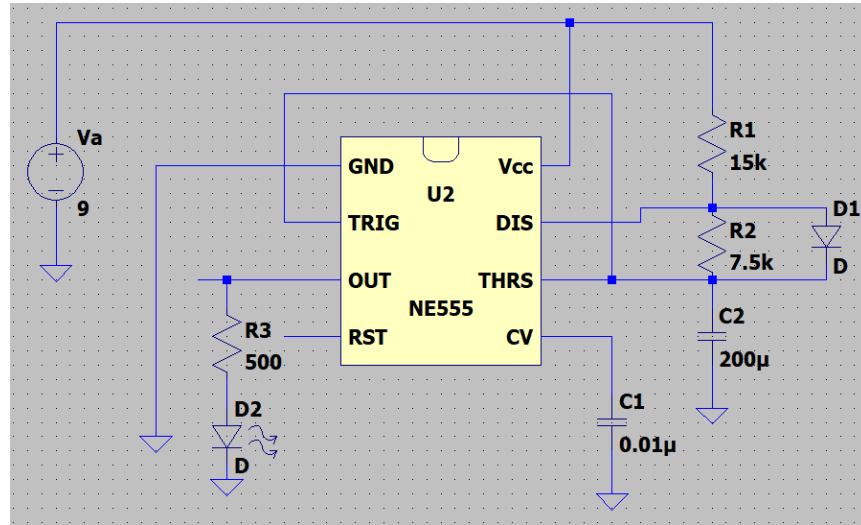 Va
9
GND
TRIG
OUT
RST
U2
NE555
Vcc
DIS
THRS
CV
R1
15k
R2
7.5k
D1
D
C2
200µ
C1
0.01µ
R3
500
D2
D